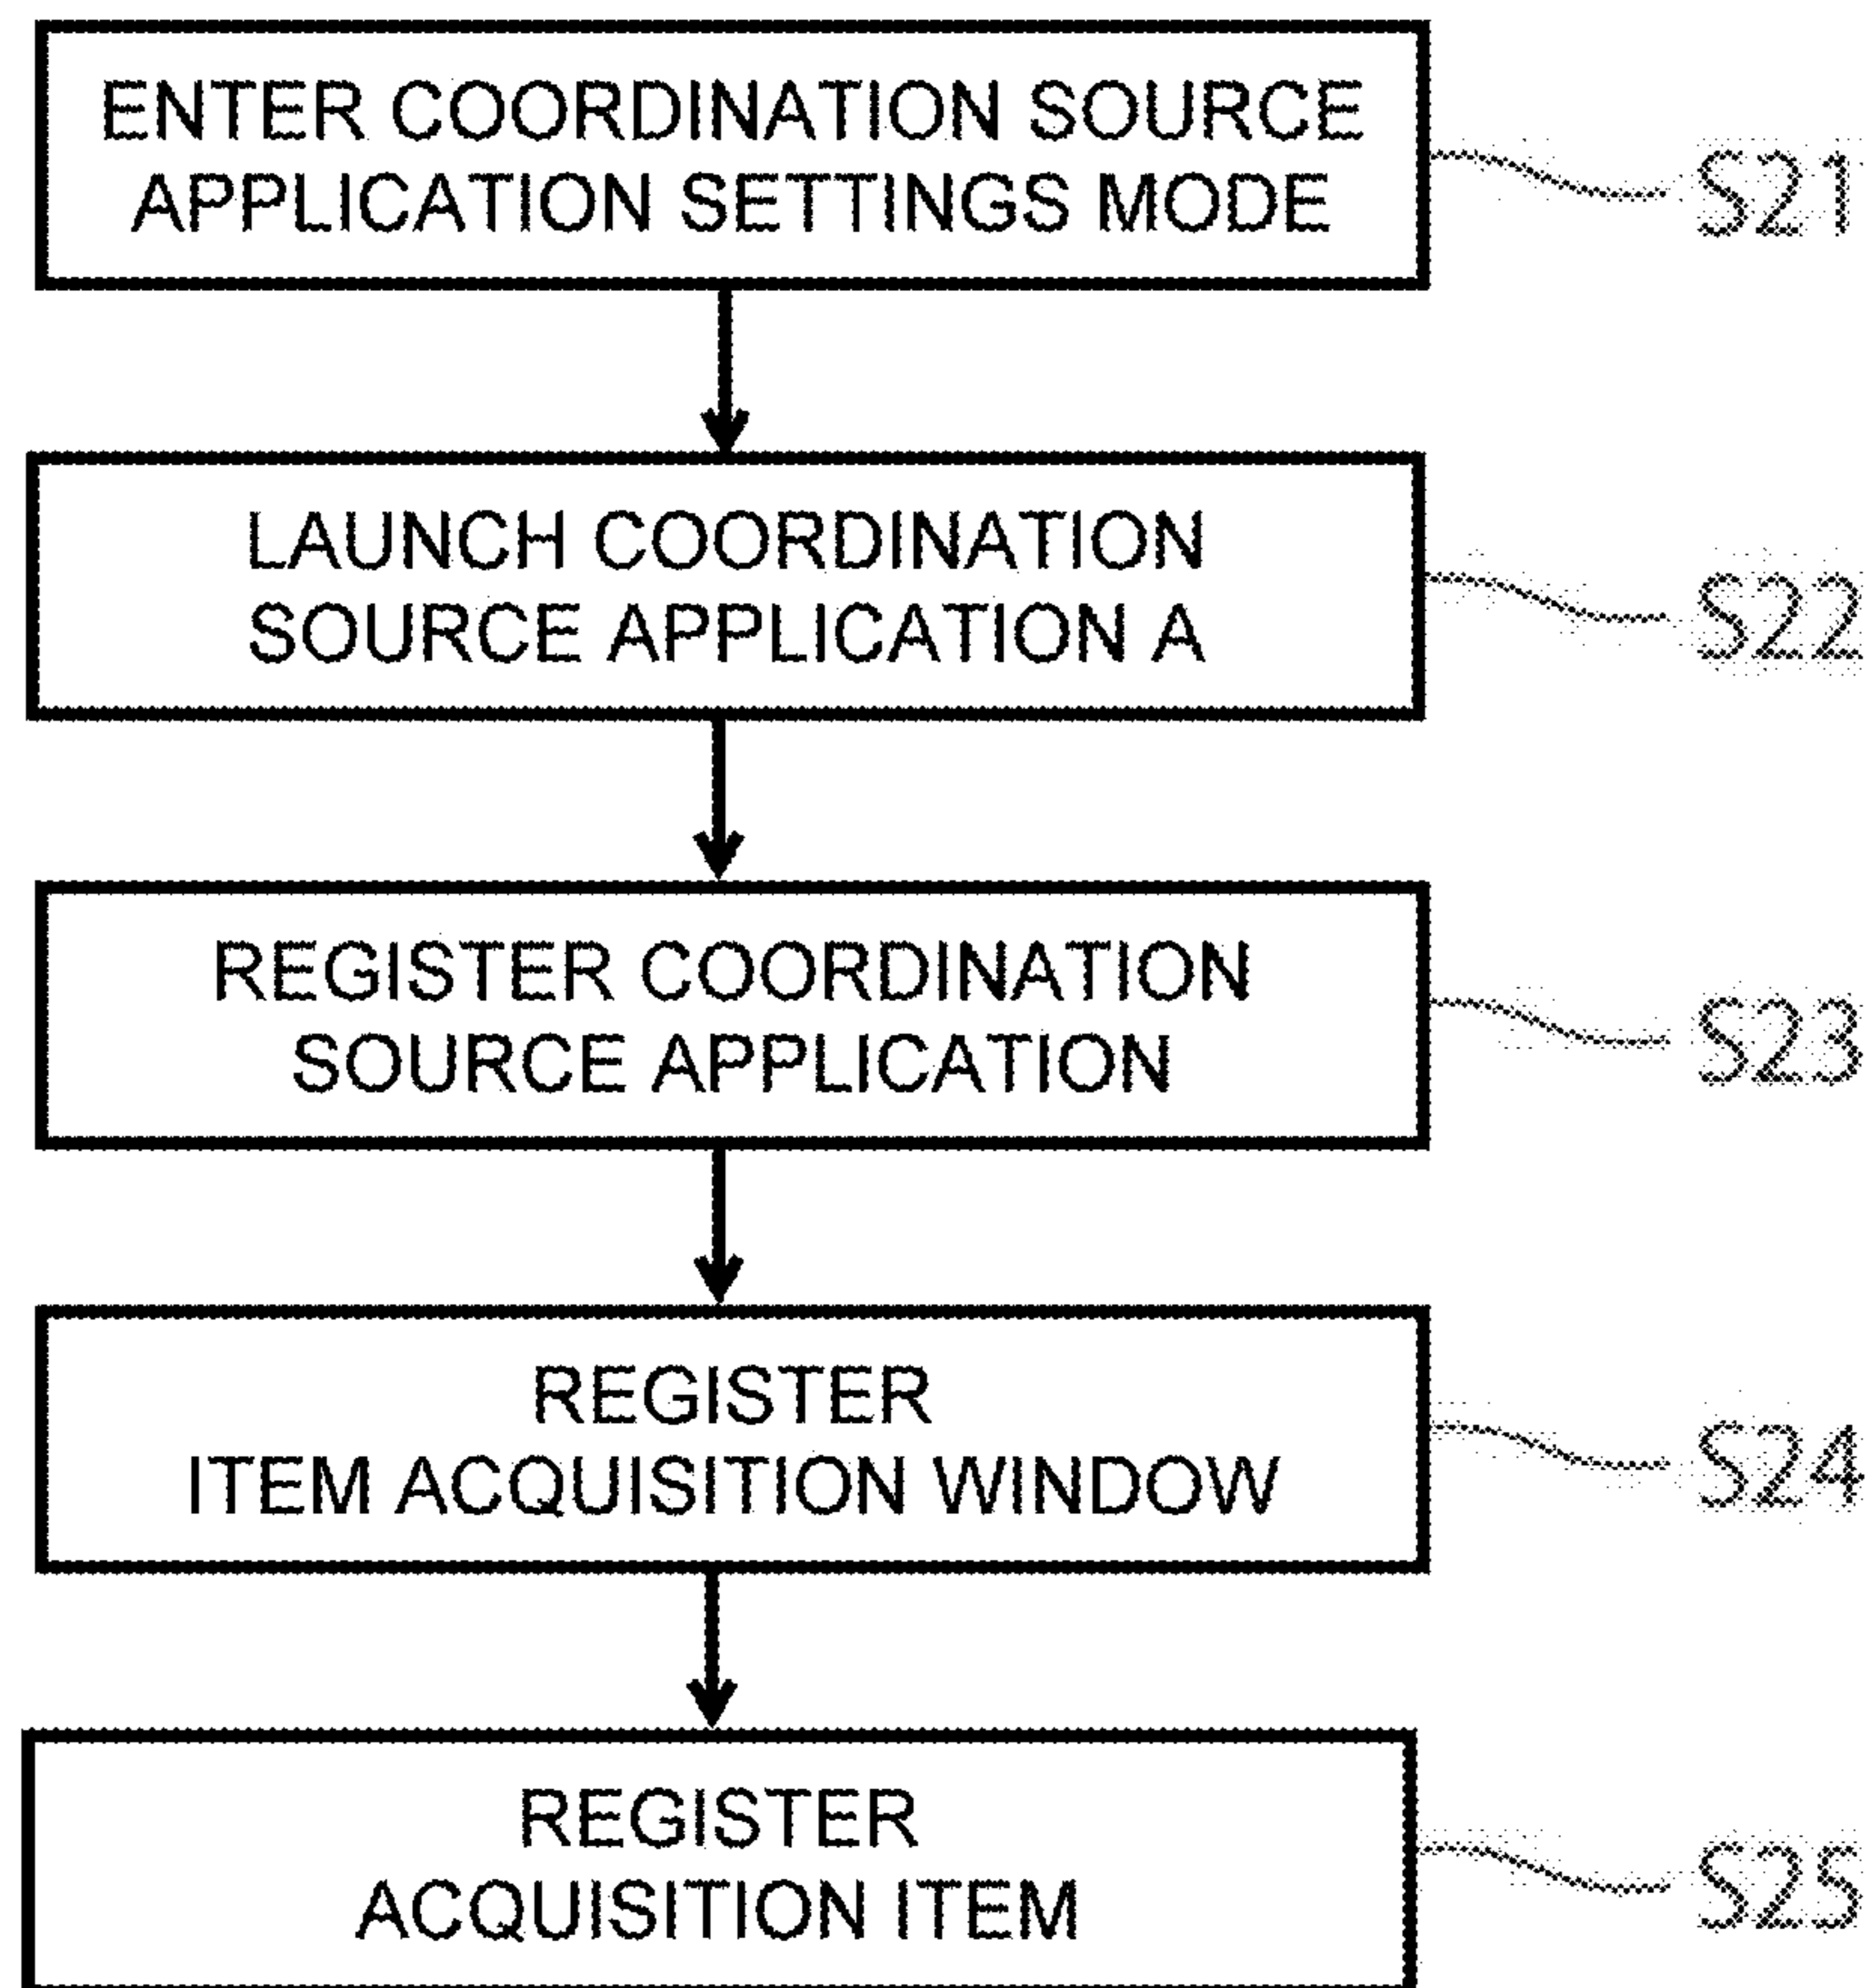 ENTER COORDINATION SOURCE
APPLICATION SETTINGS MODE
S21
LAUNCH COORDINATION
SOURCE APPLICATION A
S22
REGISTER COORDINATION
SOURCE APPLICATION
S23
REGISTER
ITEM ACQUISITION WINDOW
S24
REGISTER
ACQUISITION ITEM
S25